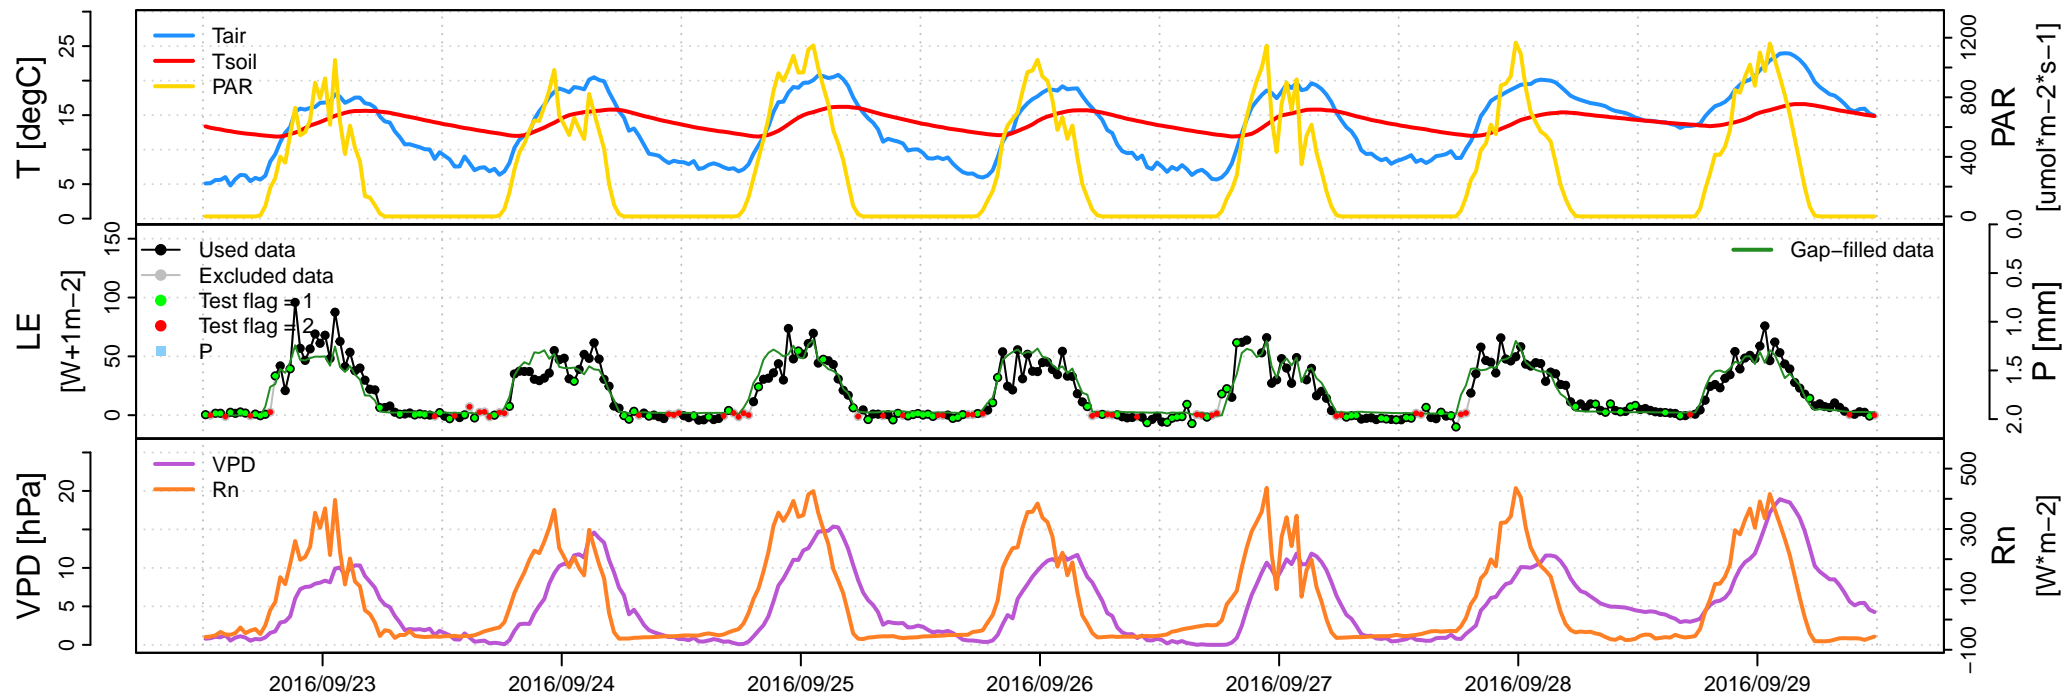 T [degC]
0
5
15
25
Tair
Tsoil
PAR
0
400
800
1200
PAR
[umol*m−2*s−1]
LE
[W+1m−2]
0
50
100
150
Used data
Excluded data
Test flag = 1
Test flag = 2
P
Gap−filled data
0.0
0.5
1.0
1.5
2.0
P [mm]
VPD [hPa]
0
5
10
20
VPD
Rn
−100
100
300
500
Rn
[W*m−2]
2016/09/23
2016/09/24
2016/09/25
2016/09/26
2016/09/27
2016/09/28
2016/09/29